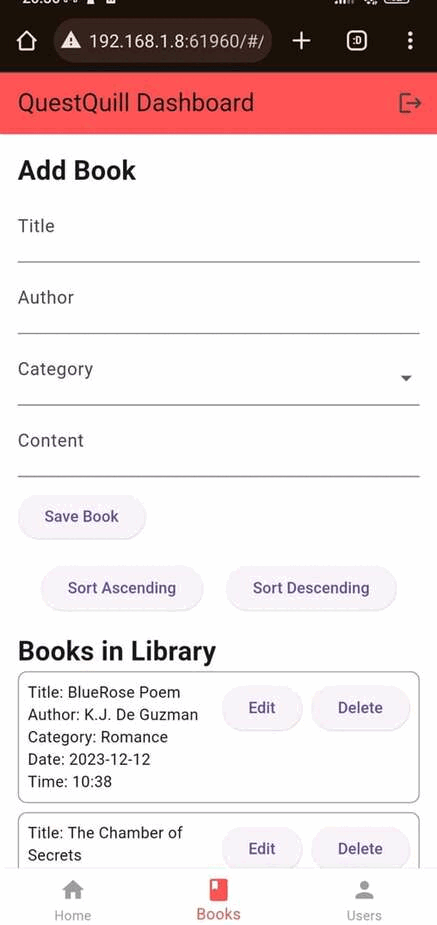 192.168.1.8:61960/#/
:D
QuestQuill Dashboard
Add Book
Title
Author
Category
Content
Save Book
Sort Ascending
Sort Descending
Books in Library
Title: BlueRose Poem
Author: K.J. De Guzman
Category: Romance
Date: 2023-12-12
Time: 10:38
Edit
Delete
Title: The Chamber of
Secrets
Edit
Delete
Home
Books
Users